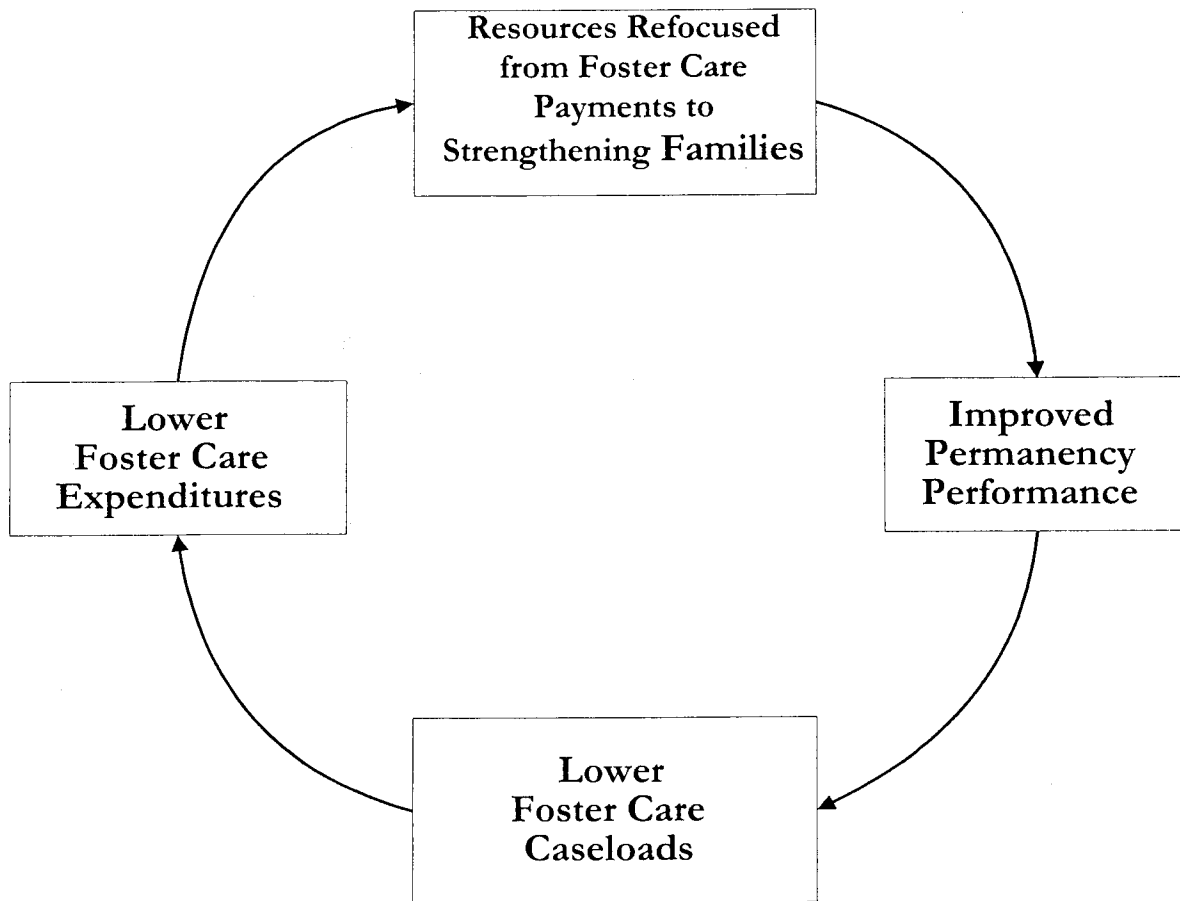 Resources Refocused
from Foster Care
Payments to
Strengthening Families
Improved
Permanency
Performance
Lower
Foster Care
Caseloads
Lower
Foster Care
Expenditures